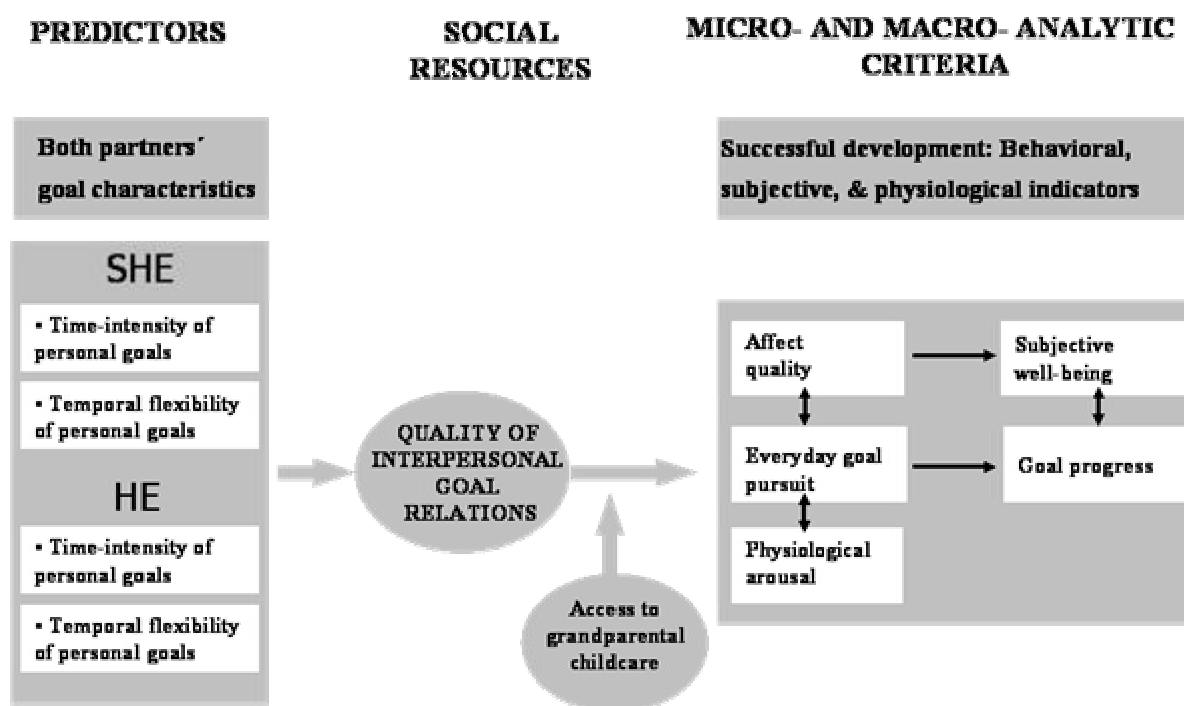 PREDICTORS
SOCIAL
RESOURCES
MICRO- AND MACRO- ANALYTIC
CRITERIA
Both partners´
goal characteristics
Successful development: Behavioral,
subjective, & physiological indicators
SHE
▪ Time-intensity of
personal goals
▪ Temporal flexibility
of personal goals
HE
▪ Time-intensity of
personal goals
▪ Temporal flexibility
of personal goals
QUALITY OF
INTERPERSONAL
GOAL
RELATIONS
Access to
grandparental
childcare
Affect
quality
Subjective
well-being
Everyday goal
pursuit
Goal progress
Physiological
arousal